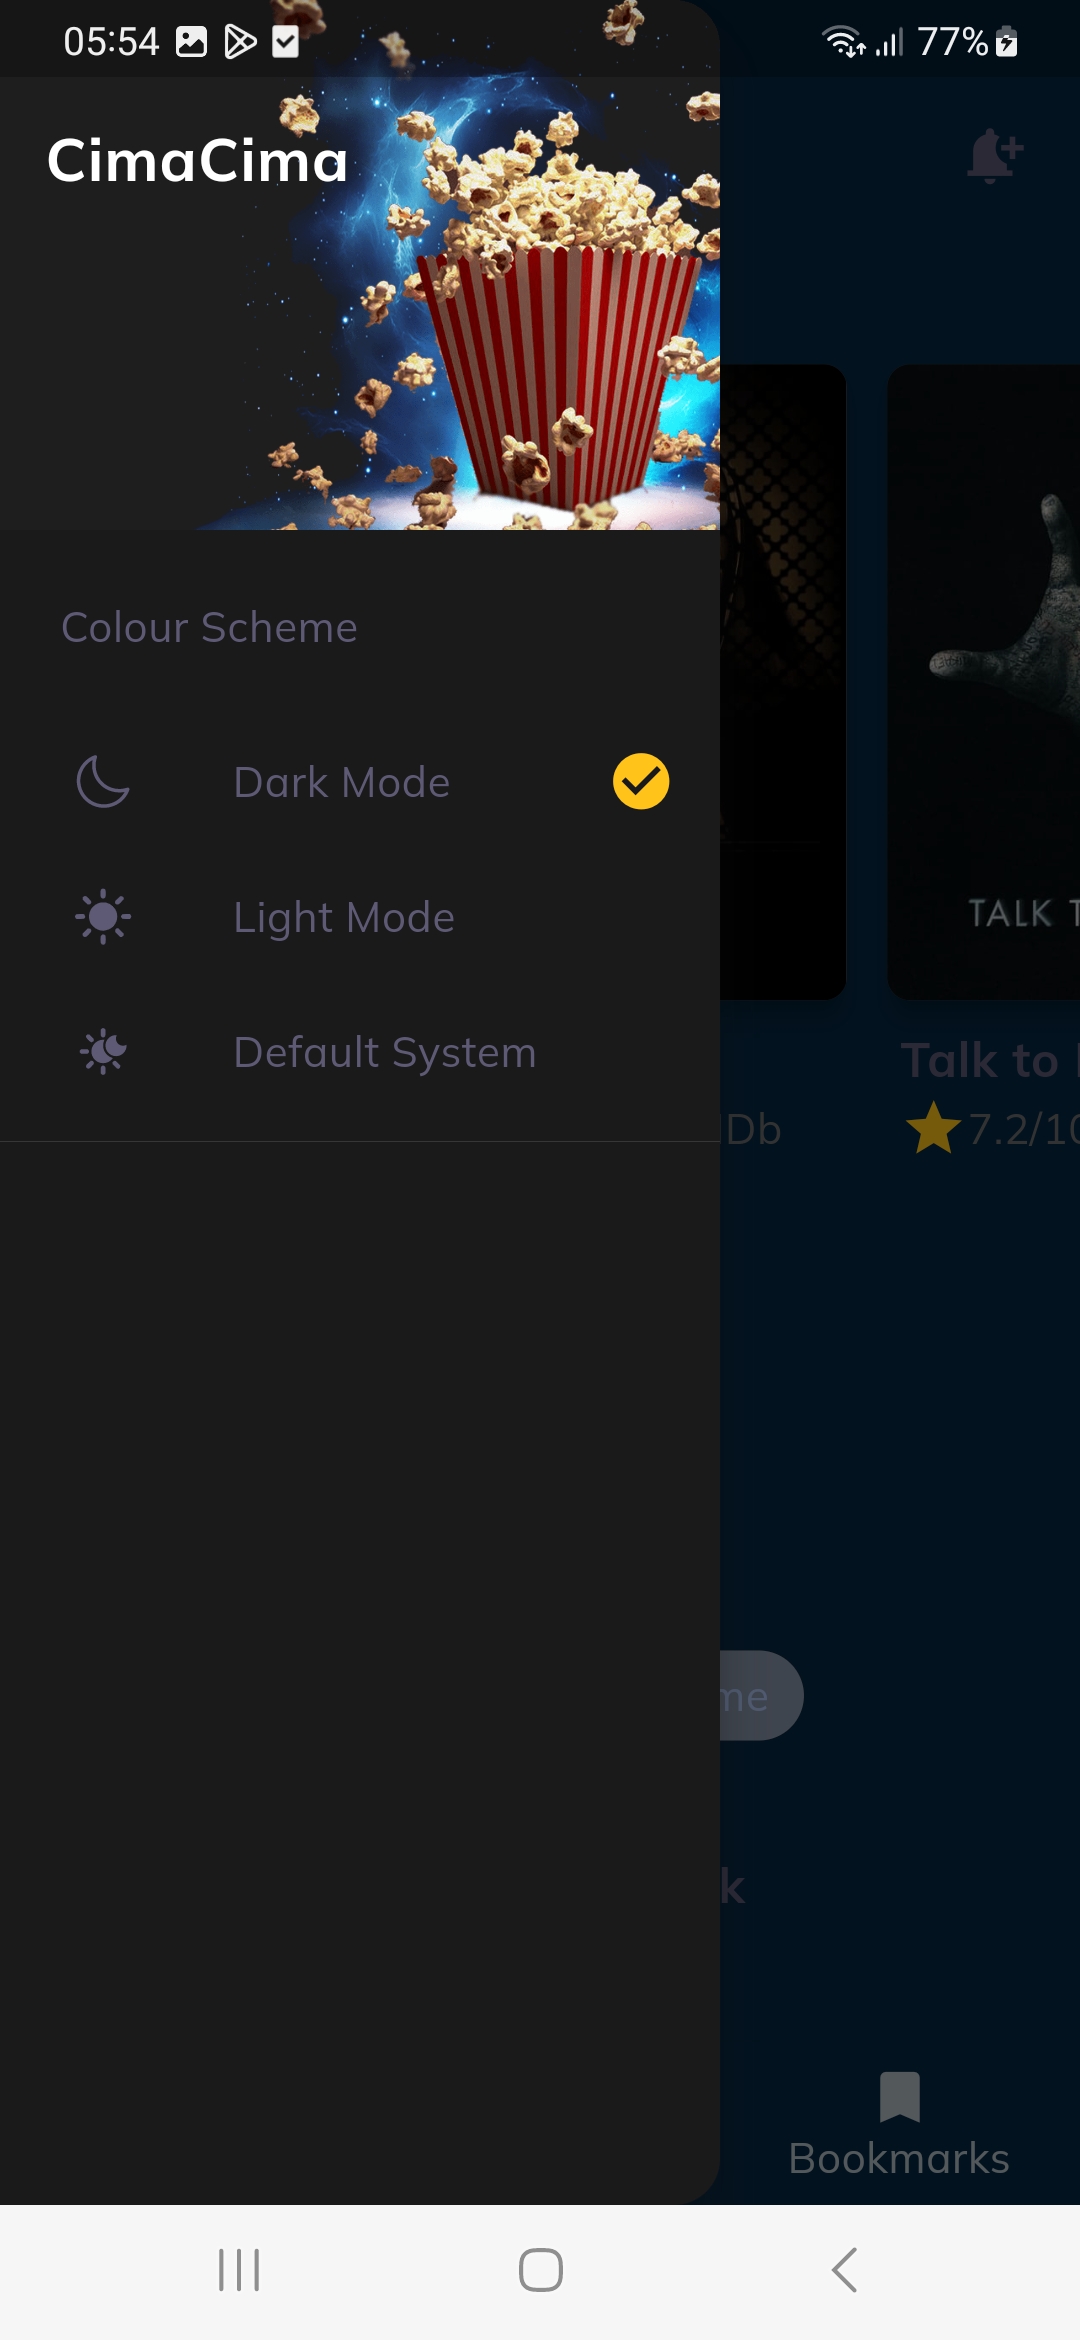 05:54
77%
CimaCima
Colour Scheme
Dark Mode
Light Mode
Default System
TALK
Talk to
Db
7.2/10
me
k
Bookmarks